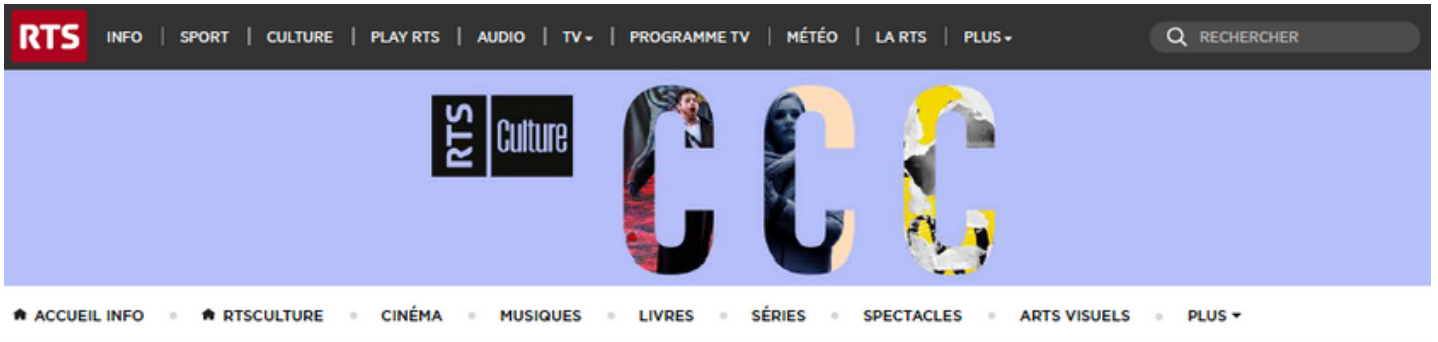 RTS INFO | SPORT | CULTURE | PLAY RTS | AUDIO | TV | PROGRAMME TV | MÉTÉO | LA RTS | PLUS RECHERCHER
RTS Culture
CCC
ACCUEIL INFO RTSCULTURE CINÉMA MUSIQUES LIVRES SÉRIES SPECTACLES ARTS VISUELS PLUS